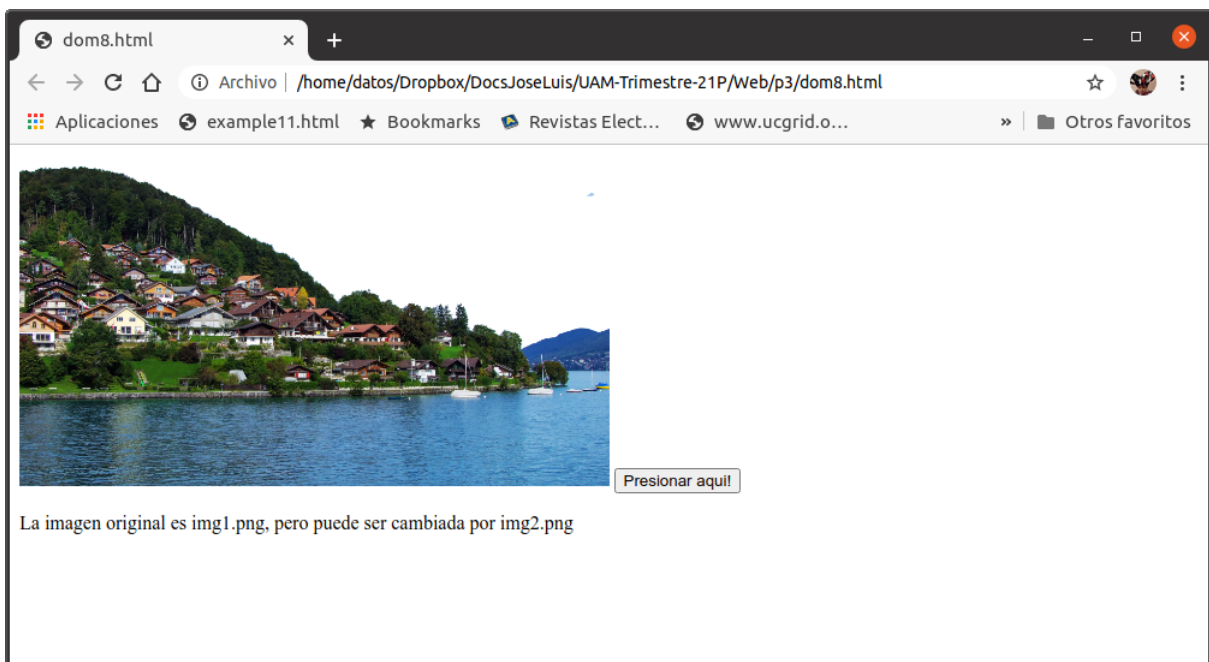 dom8.html
Archivo | /home/datos/Dropbox/DocsJoseLuis/UAM-Trimestre-21P/Web/p3/dom8.html
Aplicaciones example11.html Bookmarks Revistas Elect... www.ucgrid.o... » Otros favoritos
Presionar aqui!
La imagen original es img1.png, pero puede ser cambiada por img2.png